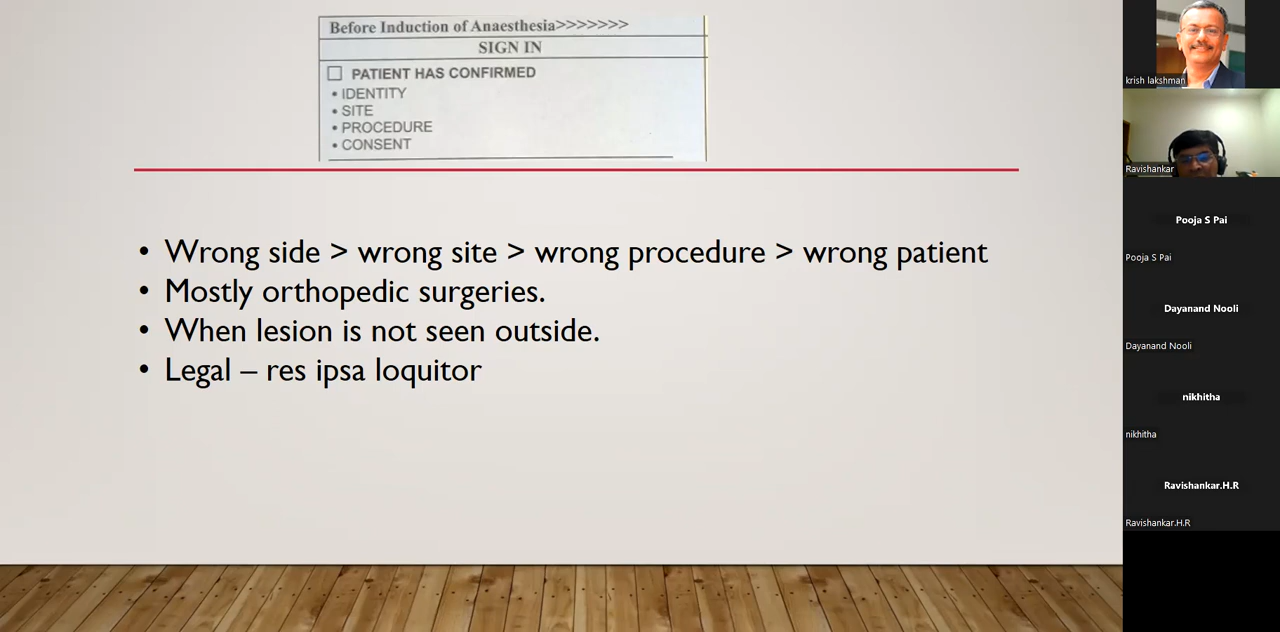 Before Induction of Anaesthesia>>>>>>>
SIGN IN
PATIENT HAS CONFIRMED
• IDENTITY
• SITE
• PROCEDURE
• CONSENT
• Wrong side > wrong site > wrong procedure > wrong patient
• Mostly orthopedic surgeries.
• When lesion is not seen outside.
• Legal – res ipsa loquitor
krish lakshman
Ravishankar
Pooja S Pai
Pooja S Pai
Dayanand Nooli
Dayanand Nooli
nikhitha
nikhitha
Ravishankar.H.R
Ravishankar.H.R